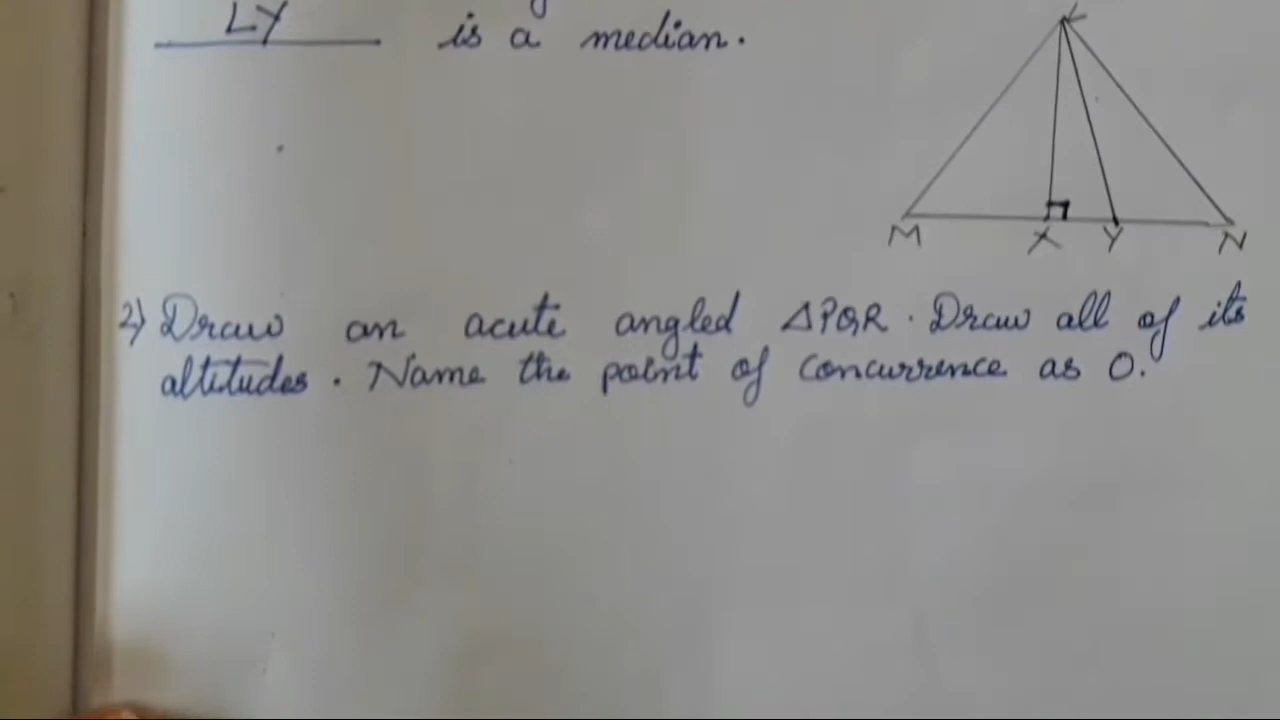 LY is a median.
L
M X Y N
2) Draw an acute angled △PQR. Draw all of its
altitudes. Name the point of concurrence as O.